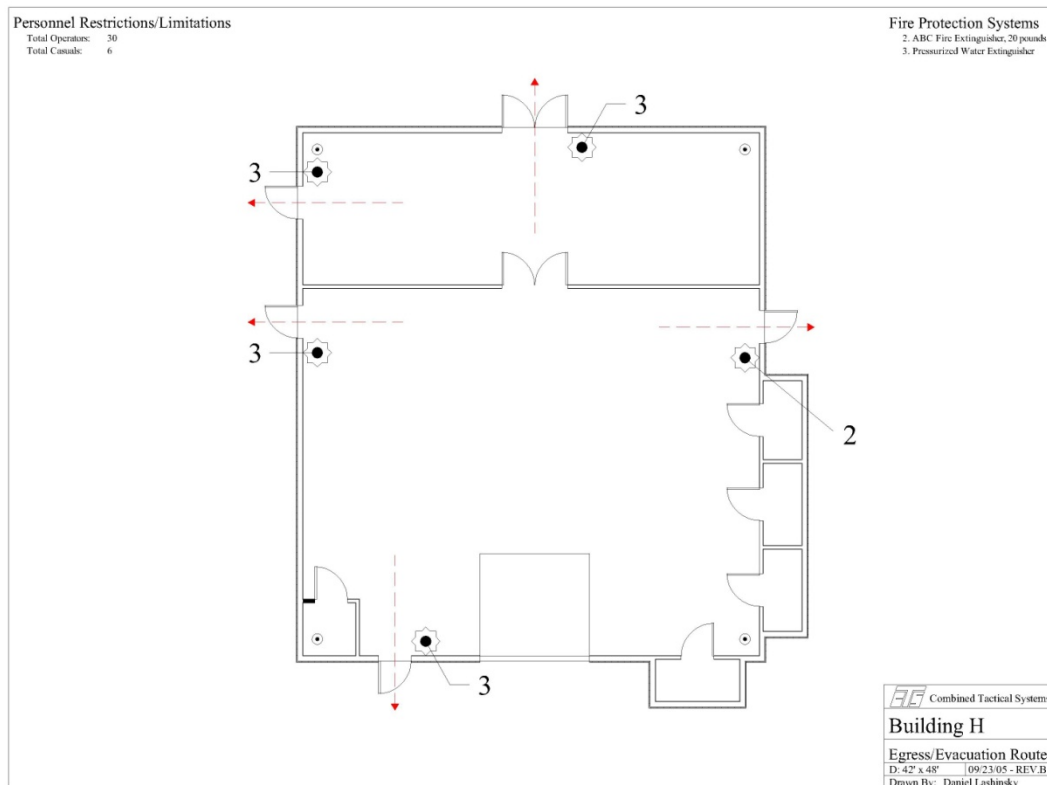 Personnel Restrictions/Limitations
Total Operators: 30
Total Casuals: 6
Fire Protection Systems
2. ABC Fire Extinguisher, 20 pounds
3. Pressurized Water Extinguisher
3
3
3
2
3
CTS Combined Tactical Systems
Building H
Egress/Evacuation Route
D: 42' x 48' 09/23/05 - REV.B
Drawn By: Daniel Lashinsky